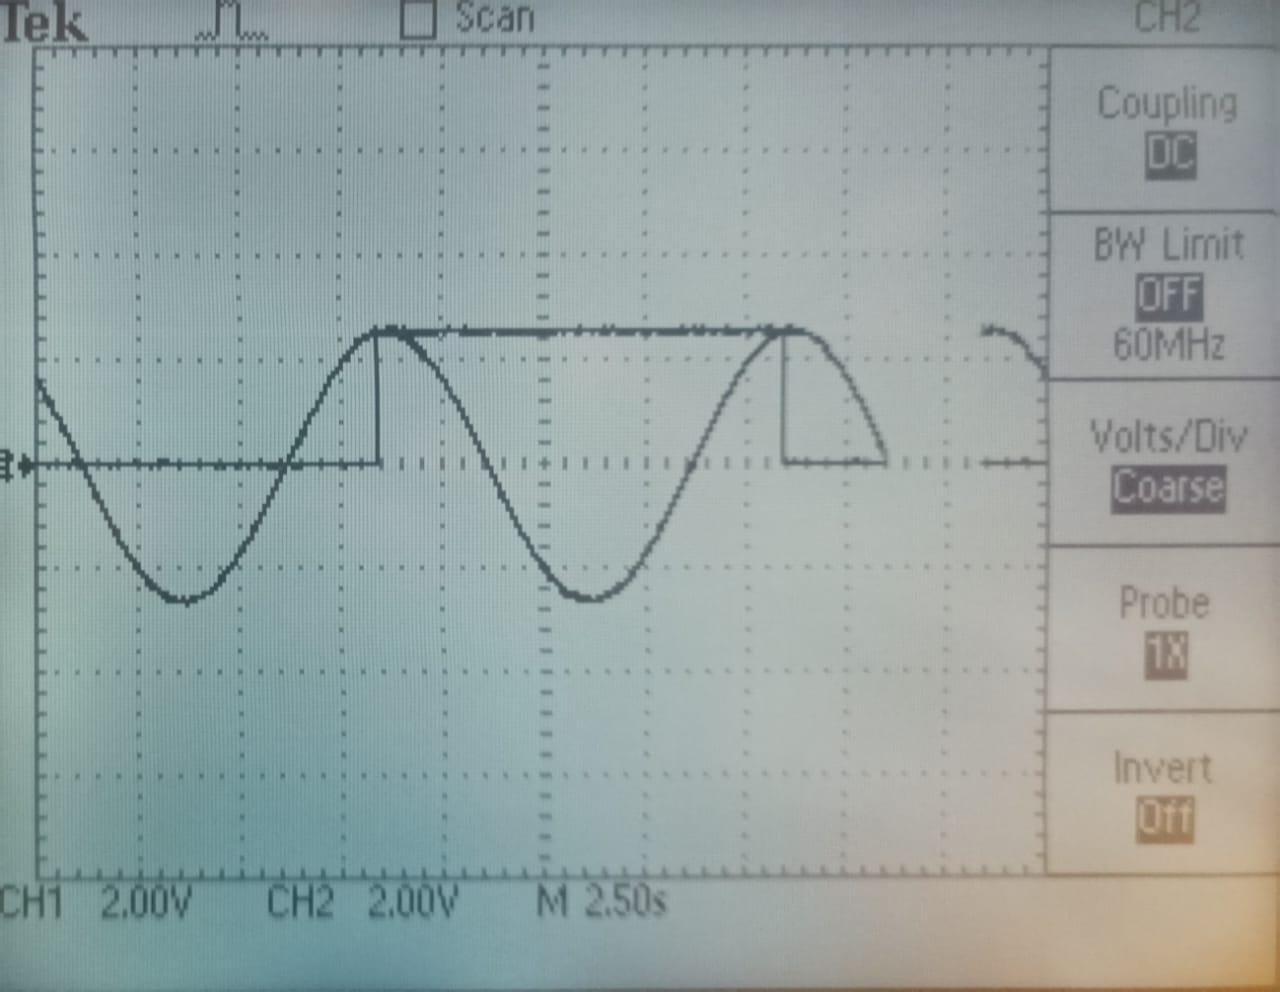 Tek
Scan
CH2
Coupling
DC
BW Limit
OFF
60MHz
Volts/Div
Coarse
Probe
1X
Invert
Off
CH1 2.00V CH2 2.00V M 2.50s